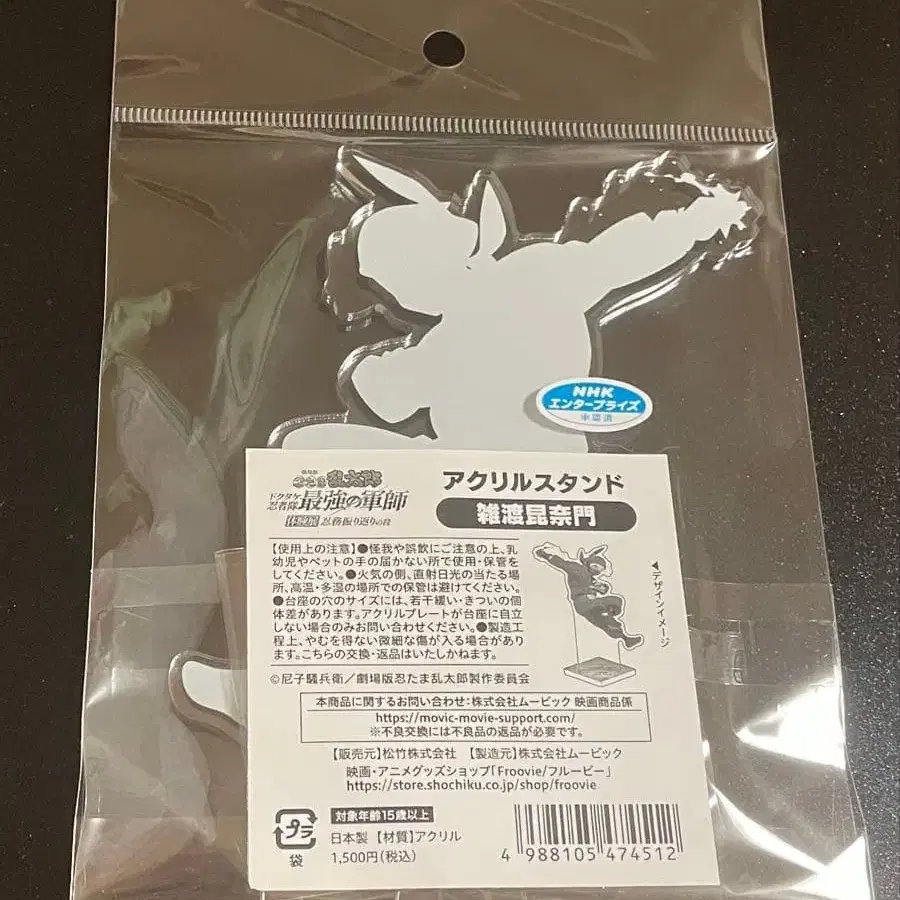 NHK
エンタープライズ
申諾済
劇場版
忍たま乱太郎
ドクタケ忍者隊 最強の軍師
体験展 忍務振り返りの段
アクリルスタンド
雑渡昆奈門
【使用上の注意】●怪我や誤飲にご注意の上、乳
幼児やペットの手の届かない所で使用・保管を
してください。●火気の側、直射日光の当たる場
所、高温・多湿の場所での保管は避けてください。
●台座の穴のサイズには、若干緩い・きついの個
体差があります。アクリルプレートが台座に自立
しない場合のみお問い合わせください。●製造工
程上、やむを得ない微細な傷が入る場合がありま
す。こちらの交換・返品はいたしかねます。
◀デザインイメージ
©尼子騒兵衛／劇場版忍たま乱太郎製作委員会
本商品に関するお問い合わせ:株式会社ムービック 映画商品係
https://movic-movie-support.com/
※不良交換には不良品の返品が必要です。
【販売元】松竹株式会社 【製造元】株式会社ムービック
映画・アニメグッズショップ「Froovie/フルービー」
https://store.shochiku.co.jp/shop/froovie
プラ
袋
対象年齢15歳以上
日本製 【材質】アクリル
1,500円(税込)
4 988105 474512